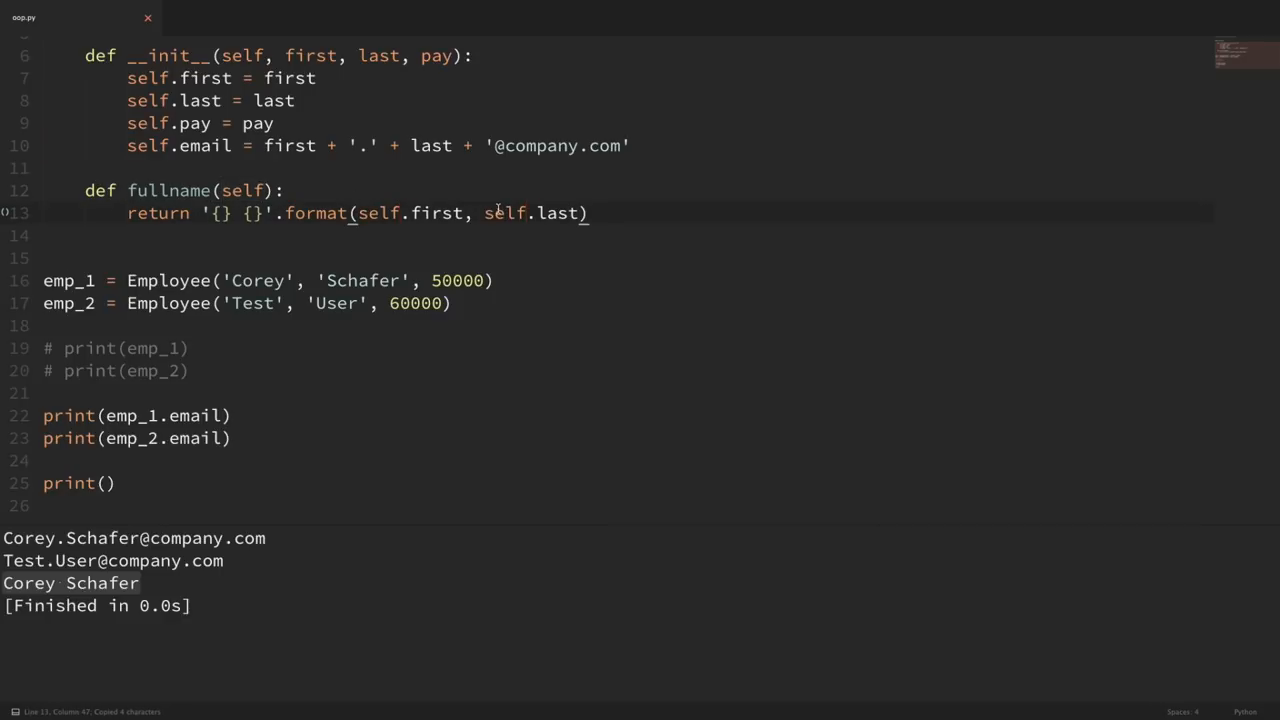 oop.py
6 def __init__(self, first, last, pay):
7 self.first = first
8 self.last = last
9 self.pay = pay
10 self.email = first + '.' + last + '@company.com'
11
12 def fullname(self):
13 return '{} {}'.format(self.first, self.last)
14
15
16 emp_1 = Employee('Corey', 'Schafer', 50000)
17 emp_2 = Employee('Test', 'User', 60000)
18
19 # print(emp_1)
20 # print(emp_2)
21
22 print(emp_1.email)
23 print(emp_2.email)
24
25 print()
26
Corey.Schafer@company.com
Test.User@company.com
Corey Schafer
[Finished in 0.0s]
Line 13, Column 47, Copied 4 characters Spaces: 4 Python